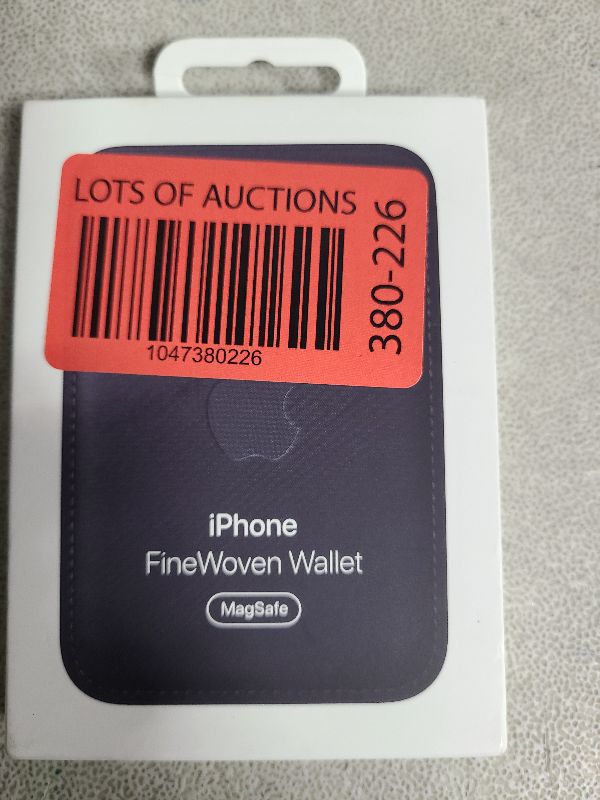 LOTS OF AUCTIONS
380-226
1047380226
iPhone
FineWoven Wallet
MagSafe